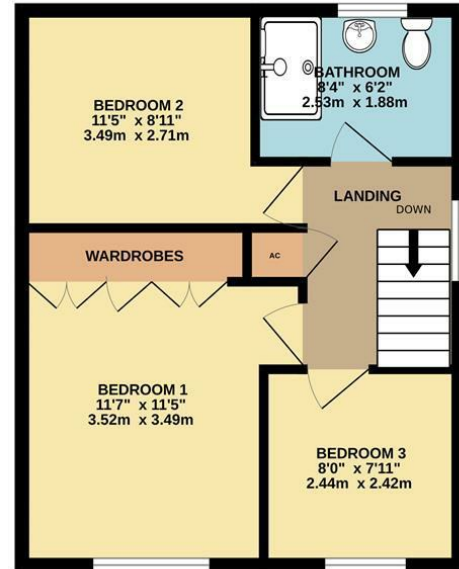 BATHROOM
8'4" x 6'2"
2.53m x 1.88m
BEDROOM 2
11'5" x 8'11"
3.49m x 2.71m
LANDING
DOWN
WARDROBES
AC
BEDROOM 1
11'7" x 11'5"
3.52m x 3.49m
BEDROOM 3
8'0" x 7'11"
2.44m x 2.42m